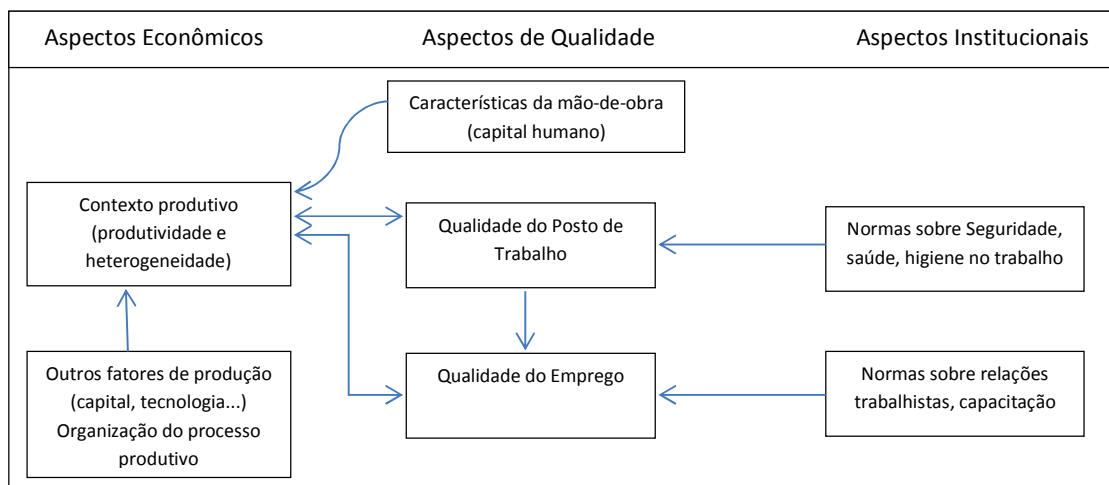 Aspectos Econômicos
Aspectos de Qualidade
Aspectos Institucionais
Características da mão-de-obra
(capital humano)
Contexto produtivo
(produtividade e
heterogeneidade)
Qualidade do Posto de
Trabalho
Normas sobre Seguridade,
saúde, higiene no trabalho
Outros fatores de produção
(capital, tecnologia...)
Organização do processo
produtivo
Qualidade do Emprego
Normas sobre relações
trabalhistas, capacitação